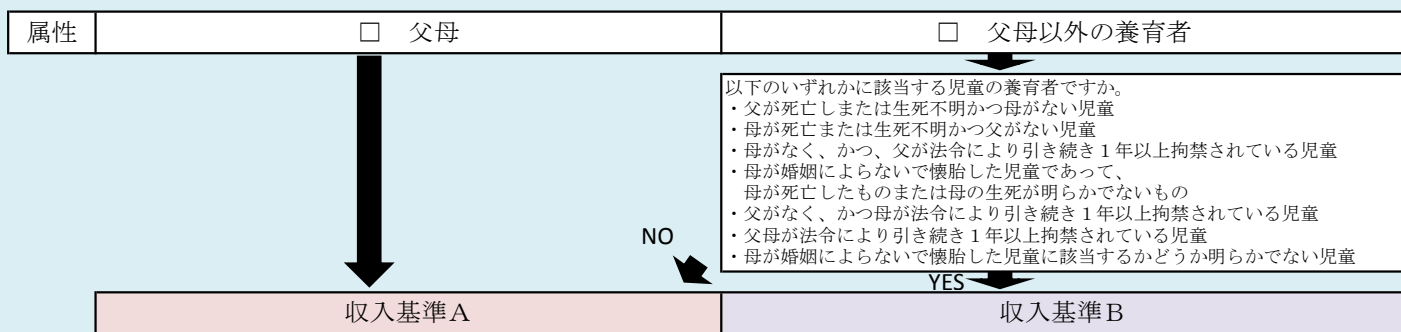 属性
□ 父母
□ 父母以外の養育者
以下のいずれかに該当する児童の養育者ですか。
・父が死亡しまたは生死不明かつ母がない児童
・母が死亡または生死不明かつ父がない児童
・母がなく、かつ、父が法令により引き続き１年以上拘禁されている児童
・母が婚姻によらないで懐胎した児童であって、
母が死亡したものまたは母の生死が明らかでないもの
・父がなく、かつ母が法令により引き続き１年以上拘禁されている児童
・父母が法令により引き続き１年以上拘禁されている児童
・母が婚姻によらないで懐胎した児童に該当するかどうか明らかでない児童
NO
YES
収入基準Ａ
収入基準Ｂ